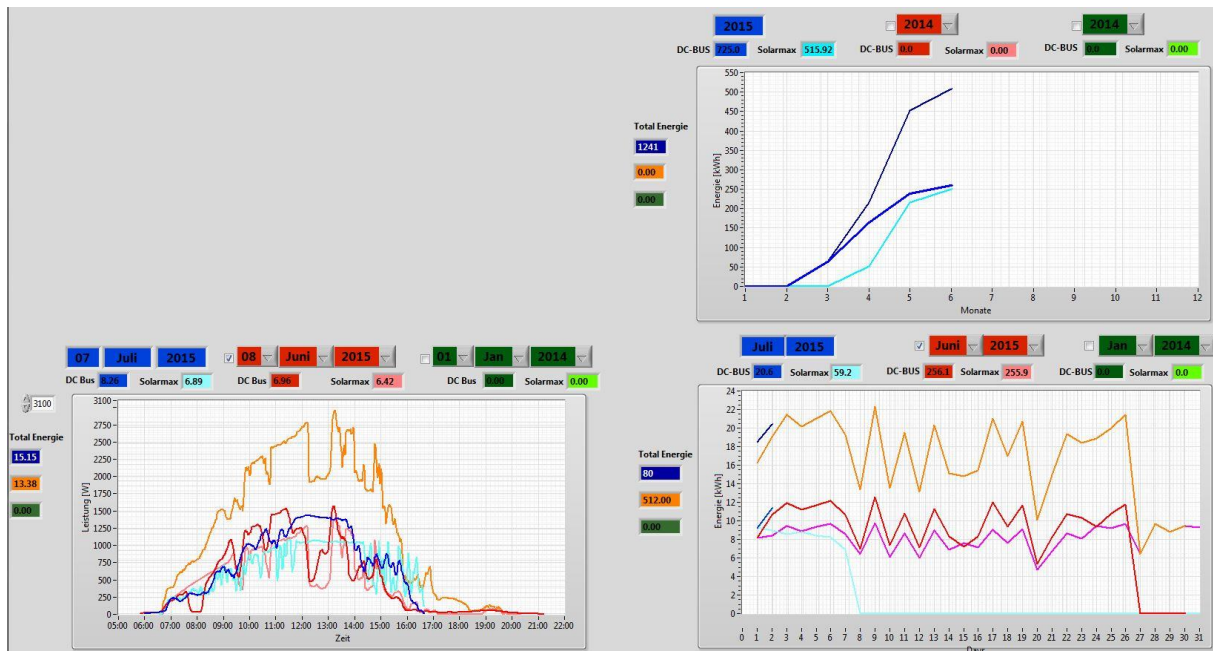 2015 2014 2014
DC-BUS 725.0 Solarmax 515.92 DC-BUS 0.0 Solarmax 0.00 DC-BUS 0.0 Solarmax 0.00
Total Energie
1241
0.00
0.00
Energie [kWh]
550
500
450
400
350
300
250
200
150
100
50
0
1 2 3 4 5 6 7 8 9 10 11 12
Monate
07 Juli 2015 08 Juni 2015 01 Jan 2014
DC Bus 8.26 Solarmax 6.89 DC Bus 6.96 Solarmax 6.42 DC Bus 0.00 Solarmax 0.00
3100
Total Energie
15.15
13.38
0.00
Leistung [W]
3100
2750
2500
2250
2000
1750
1500
1250
1000
750
500
250
0
05:00 06:00 07:00 08:00 09:00 10:00 11:00 12:00 13:00 14:00 15:00 16:00 17:00 18:00 19:00 20:00 21:00 22:00
Zeit
Juli 2015 Juni 2015 Jan 2014
DC-BUS 20.6 Solarmax 59.2 DC-BUS 256.1 Solarmax 255.9 DC-BUS 0.0 Solarmax 0.0
Total Energie
80
512.00
0.00
Energie [kWh]
24
22
20
18
16
14
12
10
8
6
4
2
0
0 1 2 3 4 5 6 7 8 9 10 11 12 13 14 15 16 17 18 19 20 21 22 23 24 25 26 27 28 29 30 31